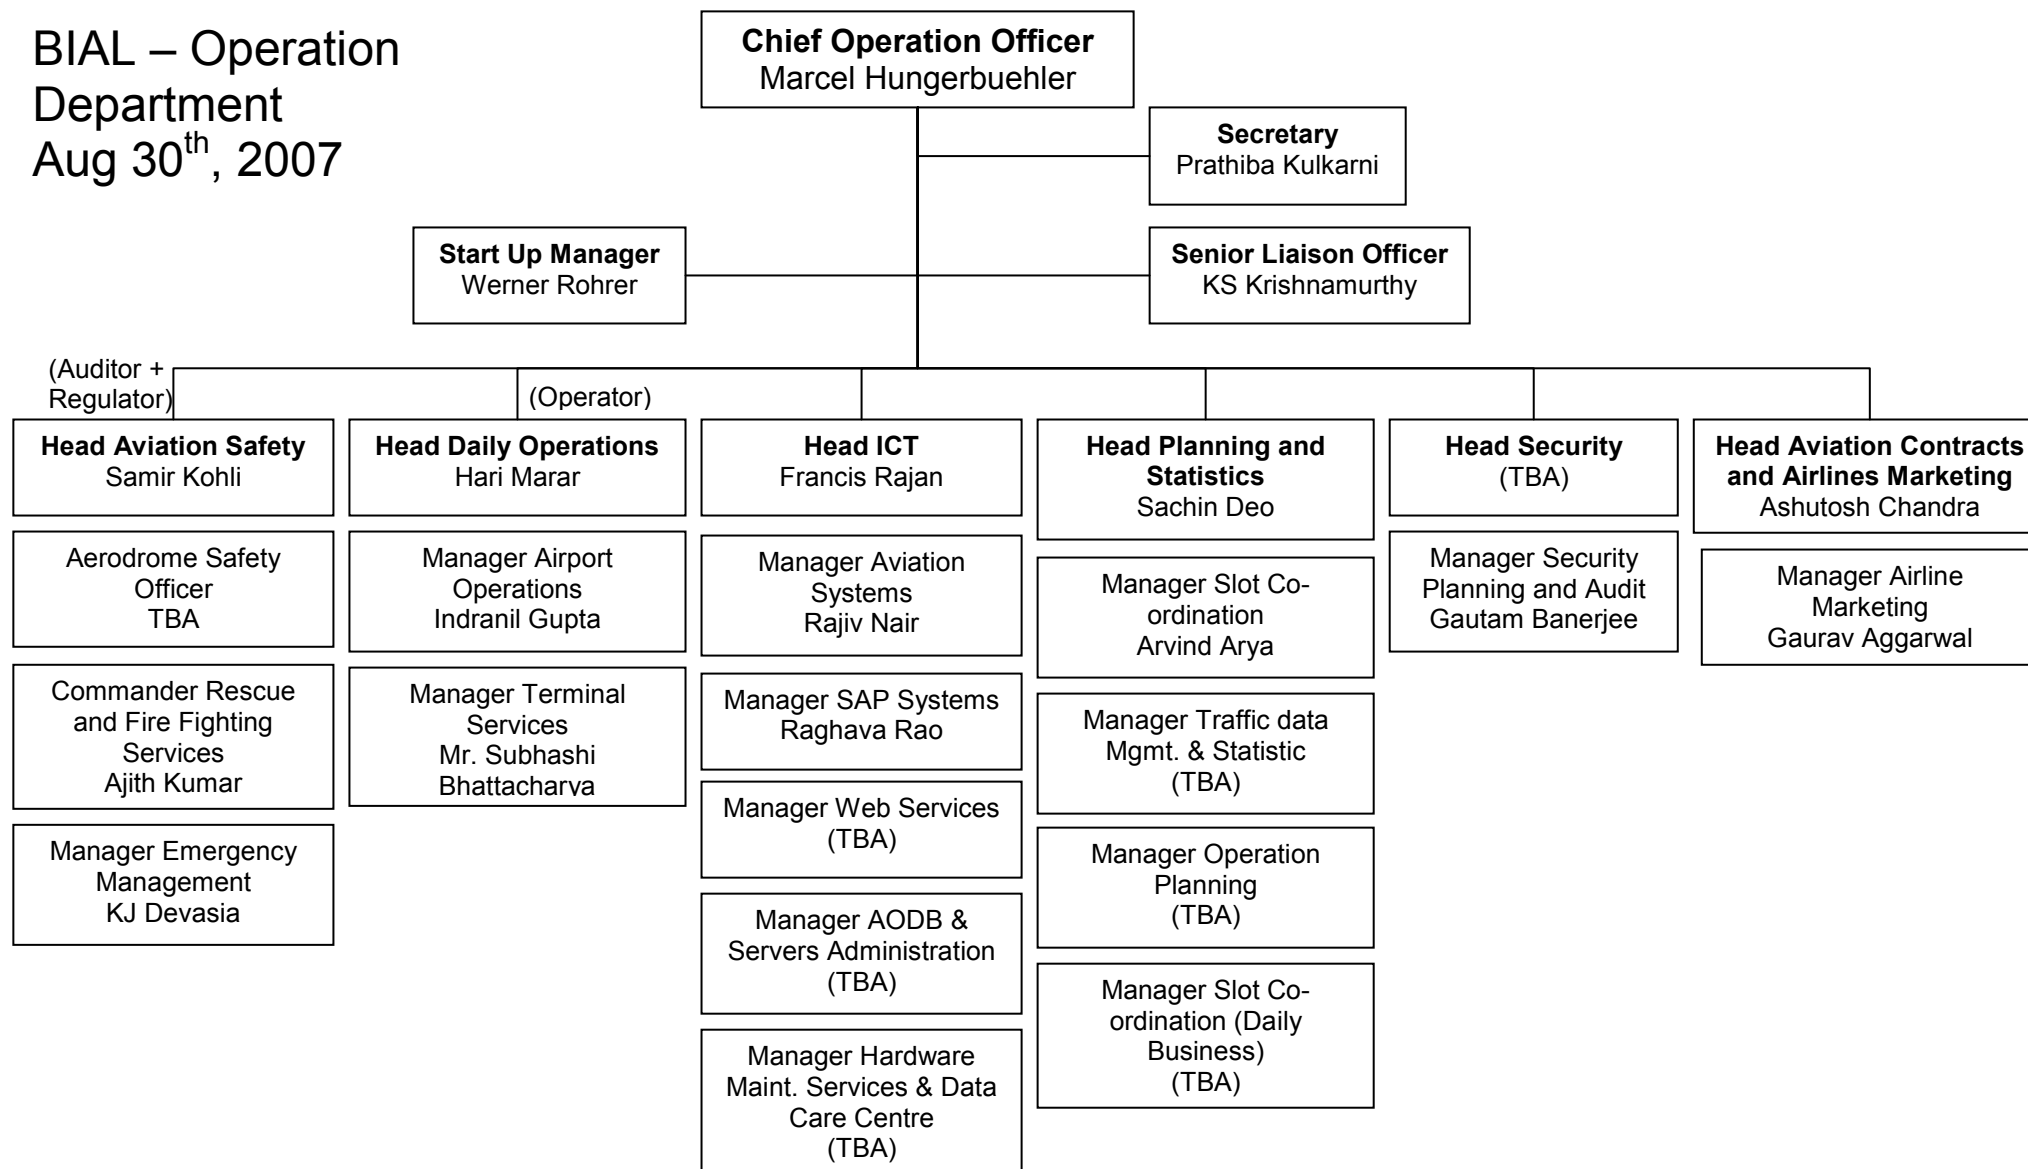 BIAL – Operation
Department
Aug 30th, 2007
Chief Operation Officer
Marcel Hungerbuehler
Secretary
Prathiba Kulkarni
Start Up Manager
Werner Rohrer
Senior Liaison Officer
KS Krishnamurthy
(Auditor +
Regulator)
(Operator)
Head Aviation Safety
Samir Kohli
Aerodrome Safety
Officer
TBA
Commander Rescue
and Fire Fighting
Services
Ajith Kumar
Manager Emergency
Management
KJ Devasia
Head Daily Operations
Hari Marar
Manager Airport
Operations
Indranil Gupta
Manager Terminal
Services
Mr. Subhashi
Bhattacharva
Head ICT
Francis Rajan
Manager Aviation
Systems
Rajiv Nair
Manager SAP Systems
Raghava Rao
Manager Web Services
(TBA)
Manager AODB &
Servers Administration
(TBA)
Manager Hardware
Maint. Services & Data
Care Centre
(TBA)
Head Planning and
Statistics
Sachin Deo
Manager Slot Co-
ordination
Arvind Arya
Manager Traffic data
Mgmt. & Statistic
(TBA)
Manager Operation
Planning
(TBA)
Manager Slot Co-
ordination (Daily
Business)
(TBA)
Head Security
(TBA)
Manager Security
Planning and Audit
Gautam Banerjee
Head Aviation Contracts
and Airlines Marketing
Ashutosh Chandra
Manager Airline
Marketing
Gaurav Aggarwal